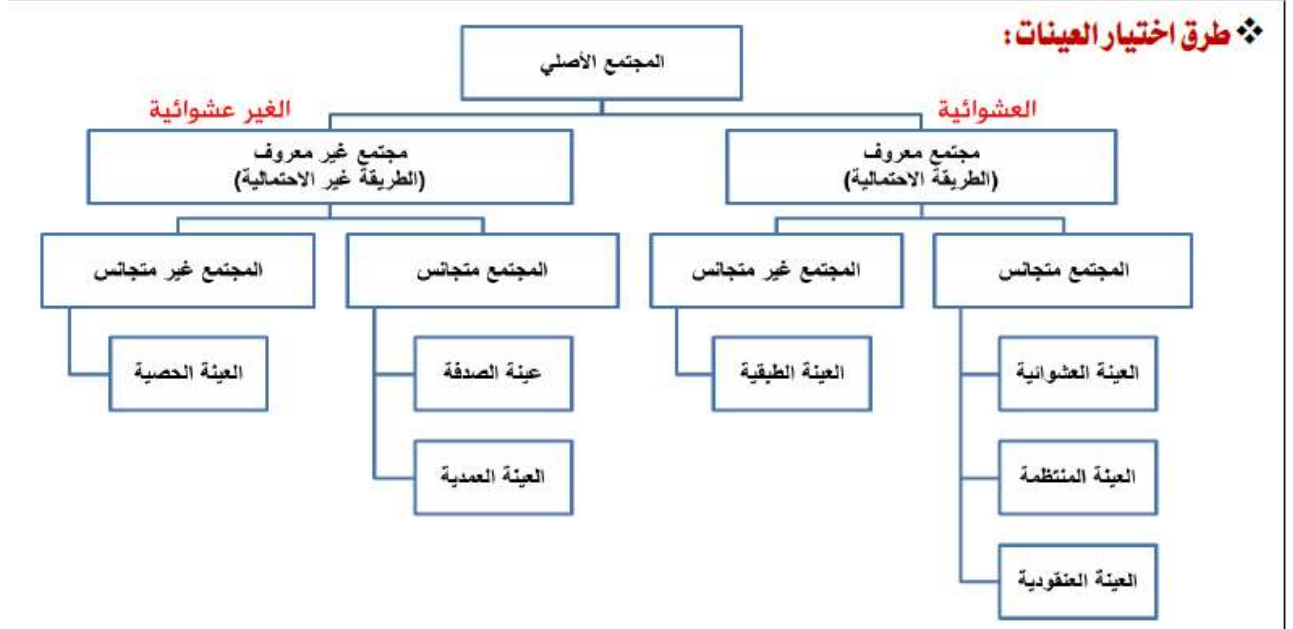 ❖ طرق اختيار العينات:
المجتمع الأصلي
العشوائية
الغير عشوائية
مجتمع معروف
(الطريقة الاحتمالية)
مجتمع غير معروف
(الطريقة غير الاحتمالية)
المجتمع متجانس
المجتمع غير متجانس
المجتمع متجانس
المجتمع غير متجانس
العينة العشوائية
العينة الطبقية
عينة الصدفة
العينة الحصية
العينة المنتظمة
العينة العمدية
العينة العنقودية